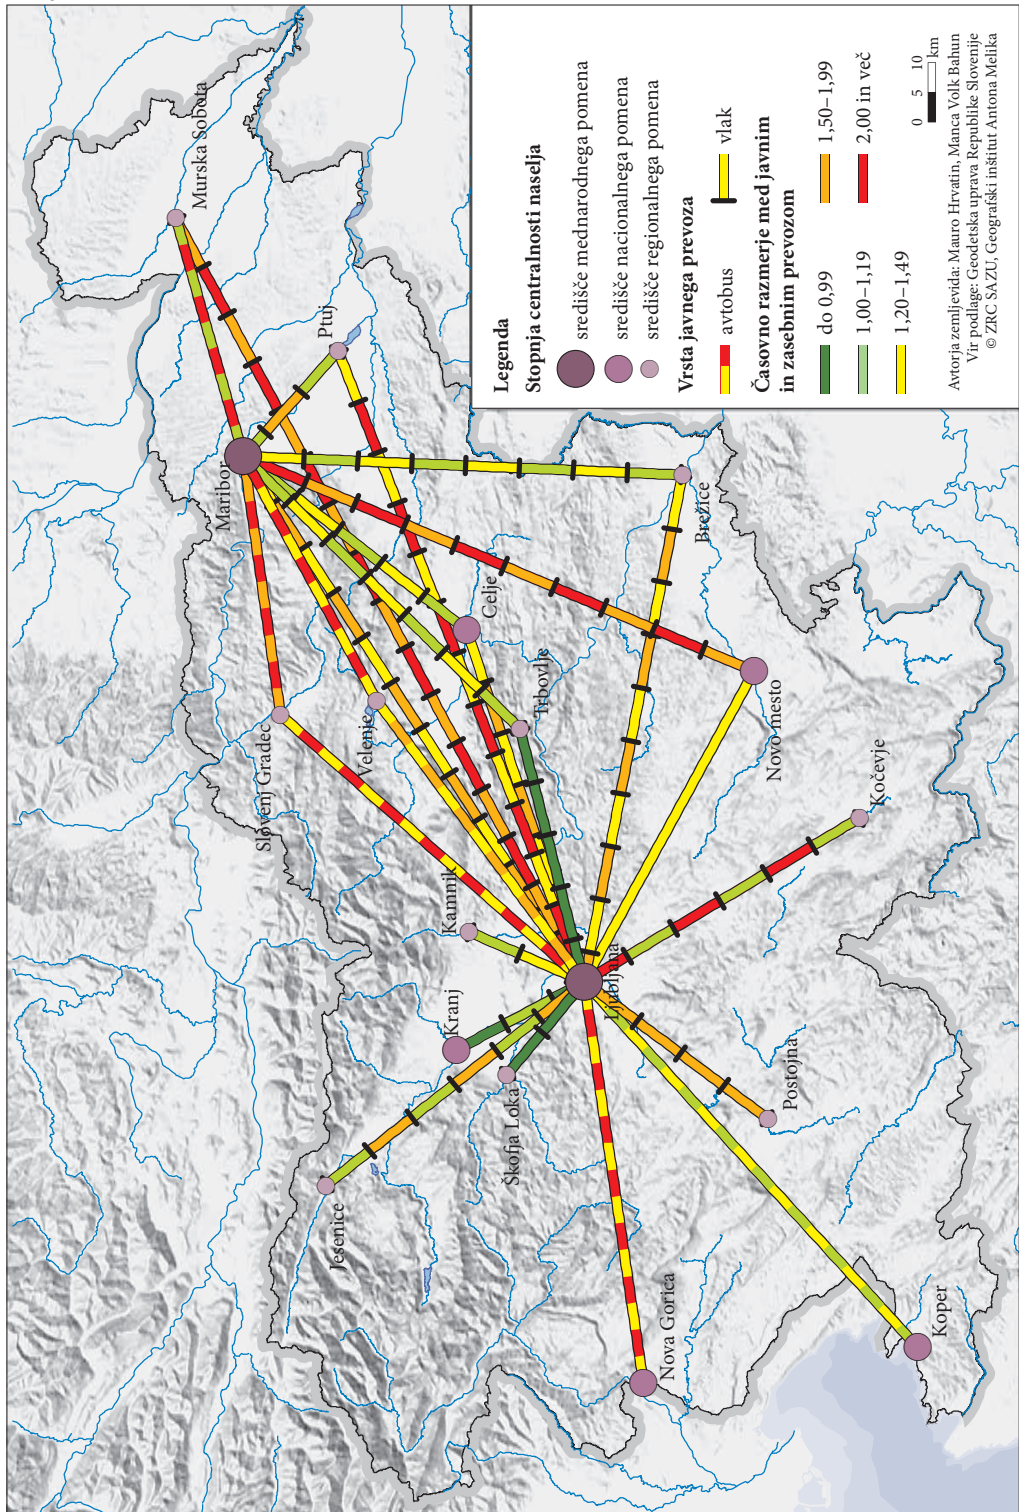 Murska Sobota
Maribor
Ptuj
Slovenj Gradec
Velenje
Celje
Trbovlje
Brežice
Kamnik
Kranj
Jesenice
Škofja Loka
Ljubljana
Novo mesto
Kočevje
Postojna
Nova Gorica
Koper
Legenda
Stopnja centralnosti naselja
središče mednarodnega pomena
središče nacionalnega pomena
središče regionalnega pomena
Vrsta javnega prevoza
avtobus
vlak
Časovno razmerje med javnim
in zasebnim prevozom
do 0,99
1,50–1,99
1,00–1,19
2,00 in več
1,20–1,49
0 5 10
km
Avtorja zemljevida: Mauro Hrvatin, Manca Volk Bahun
Vir podlage: Geodetska uprava Republike Slovenije
© ZRC SAZU, Geografski inštitut Antona Melika